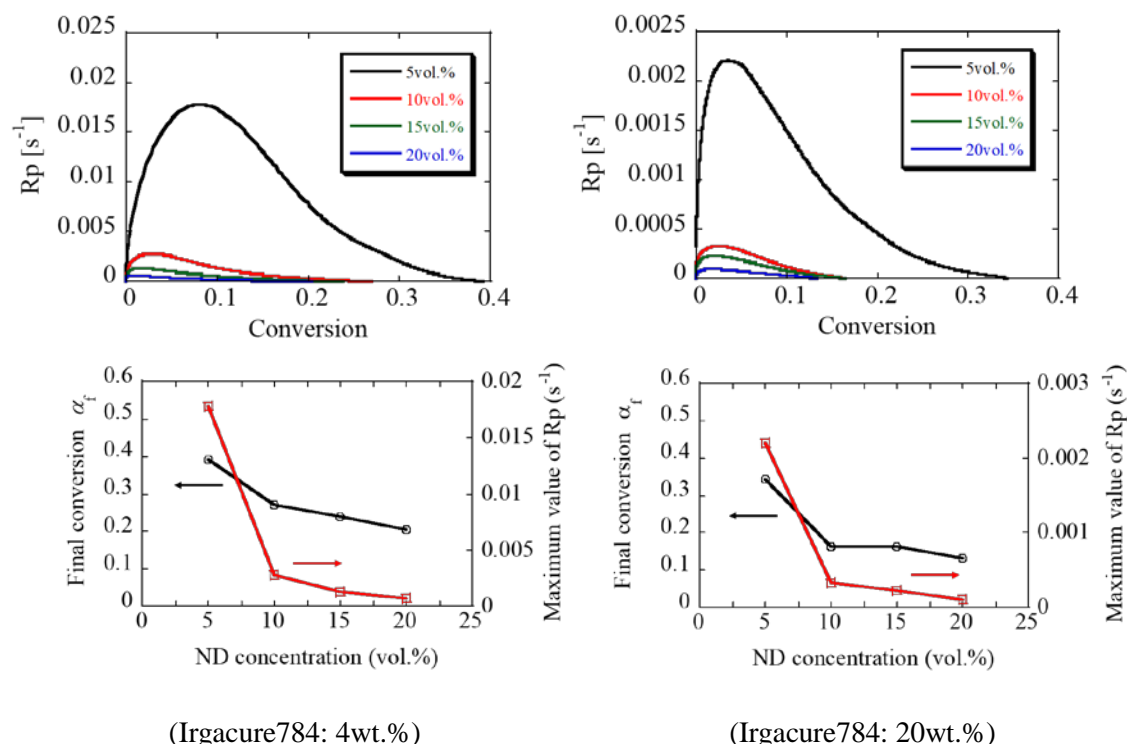 0.025
0.02
0.015
0.01
0.005
0
Rp [s⁻¹]
5vol.%
10vol.%
15vol.%
20vol.%
0 0.1 0.2 0.3 0.4
Conversion
0.0025
0.002
0.0015
0.001
0.0005
0
Rp [s⁻¹]
5vol.%
10vol.%
15vol.%
20vol.%
0 0.1 0.2 0.3 0.4
Conversion
0.6
0.5
0.4
0.3
0.2
0.1
0
Final conversion α_f
0.02
0.015
0.01
0.005
0
Maximum value of Rp (s⁻¹)
0 5 10 15 20 25
ND concentration (vol.%)
0.6
0.5
0.4
0.3
0.2
0.1
0
Final conversion α_f
0.003
0.002
0.001
0
Maximum value of Rp (s⁻¹)
0 5 10 15 20 25
ND concentration (vol.%)
(Irgacure784: 4wt.%)
(Irgacure784: 20wt.%)